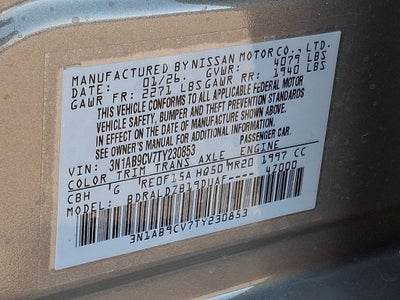 MANUFACTURED BY NISSAN MOTOR CO., LTD.
DATE: 01/26 GVWR: 4079 LBS
GAWR FR: 2271 LBS GAWR RR: 1940 LBS
THIS VEHICLE CONFORMS TO ALL APPLICABLE FEDERAL MOTOR
VEHICLE SAFETY, BUMPER AND THEFT PREVENTION STANDARDS
IN EFFECT ON THE DATE OF MANUFACTURE SHOWN ABOVE.
SEE OWNER'S MANUAL FOR ADDITIONAL INFORMATION.
VIN: 3N1AB9CV7TY230853 PASSENGER CAR.
COLOR TRIM TRANS AXLE ENGINE
CBH G RE0F15A HQ50 MR20 1997 CC
BDRALDZB19DUAF 47000
3N1AB9CV7TY230853